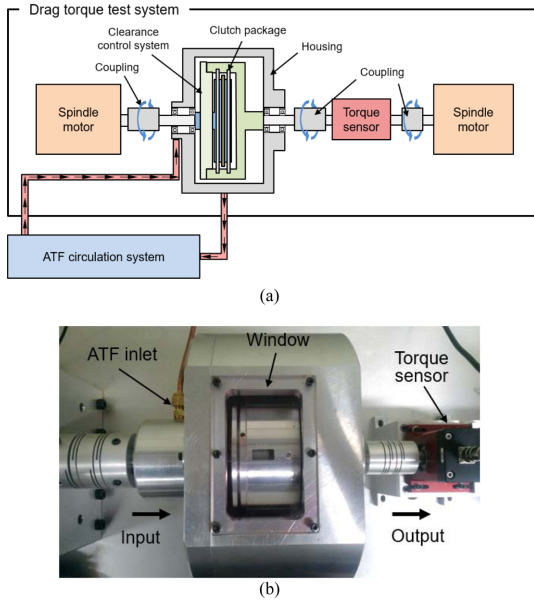 Drag torque test system
Clearance
control system
Clutch package
Housing
Coupling
Coupling
Spindle
motor
Torque
sensor
Spindle
motor
ATF circulation system
(a)
ATF inlet
Window
Torque
sensor
Input
Output
(b)